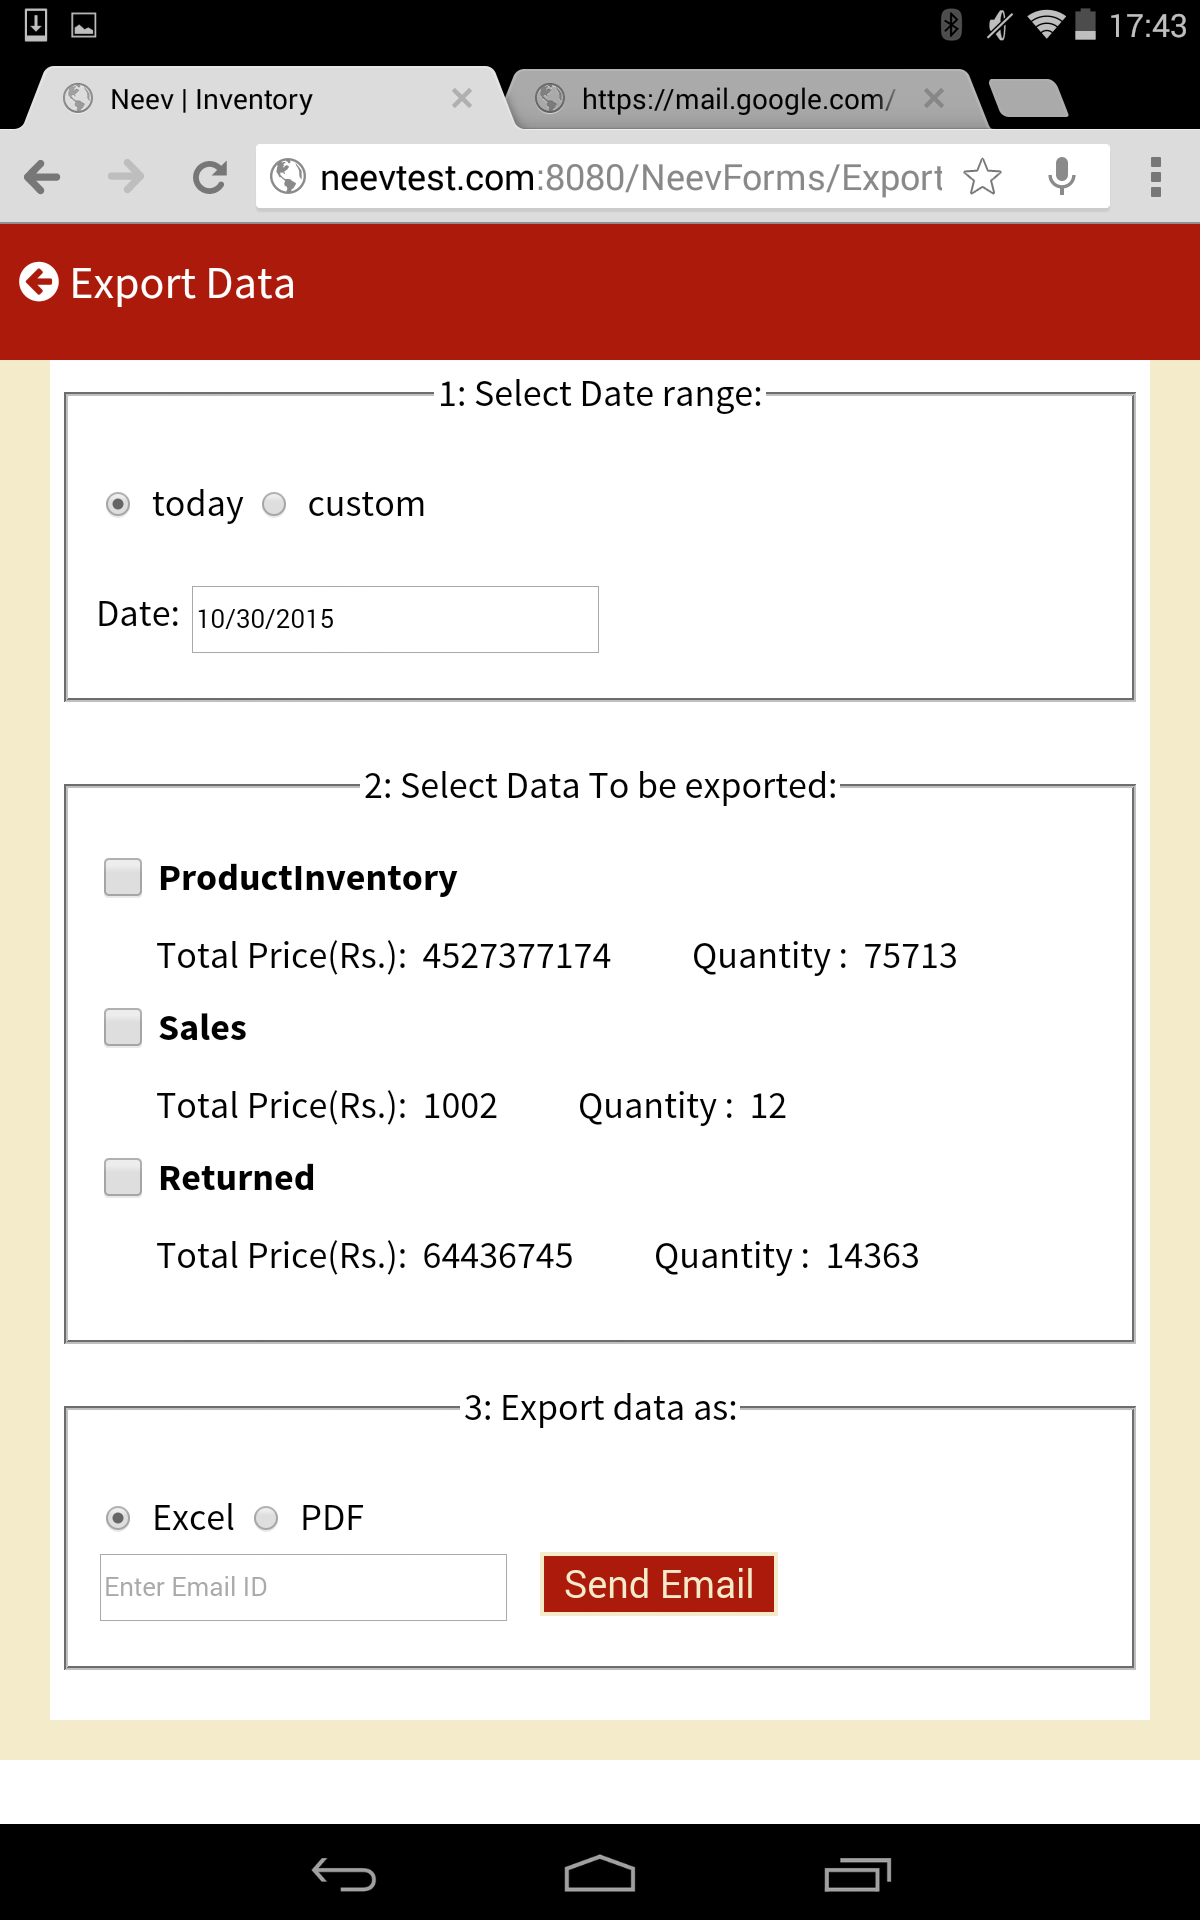 17:43
Neev | Inventory
https://mail.google.com/
neevtest.com:8080/NeevForms/Export
Export Data
1: Select Date range:
today custom
Date: 10/30/2015
2: Select Data To be exported:
ProductInventory
Total Price(Rs.): 4527377174 Quantity : 75713
Sales
Total Price(Rs.): 1002 Quantity : 12
Returned
Total Price(Rs.): 64436745 Quantity : 14363
3: Export data as:
Excel PDF
Enter Email ID Send Email